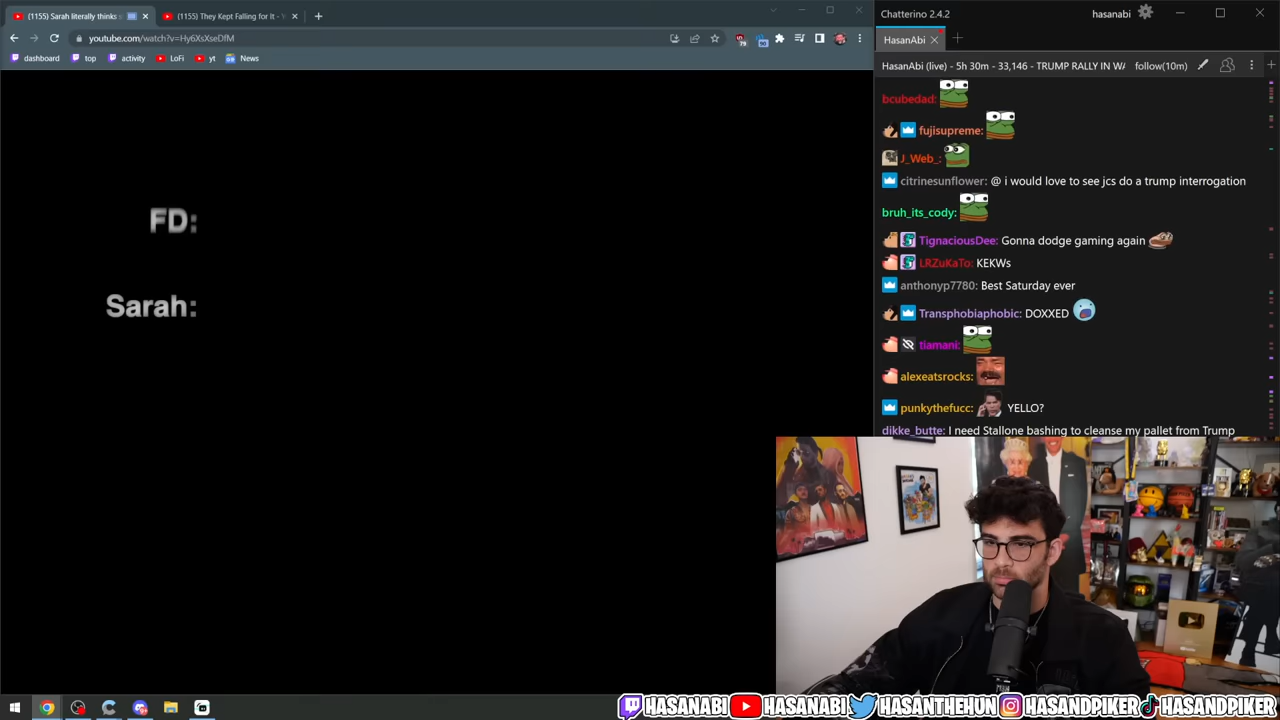 (1155) Sarah literally thinks s
(1155) They Kept Falling for It - Y
youtube.com/watch?v=Hy6XsXseDfM
dashboard
top
activity
LoFi
yt
News
FD:
Sarah:
Chatterino 2.4.2
hasanabi
HasanAbi
HasanAbi (live) - 5h 30m - 33,146 - TRUMP RALLY IN WA
follow(10m)
bcubedad:
fujisupreme:
J_Web_:
citrinesunflower: @ i would love to see jcs do a trump interrogation
bruh_its_cody:
TignaciousDee: Gonna dodge gaming again
LRZuKaTo: KEKWs
anthonyp7780: Best Saturday ever
Transphobiaphobic: DOXXED
tiamani:
alexeatsrocks:
punkythefucc: YELLO?
dikke_butte: I need Stallone bashing to cleanse my pallet from Trump
HASANABI HASANABI HASANTHEHUN HASANDPIKER HASANDPIKER